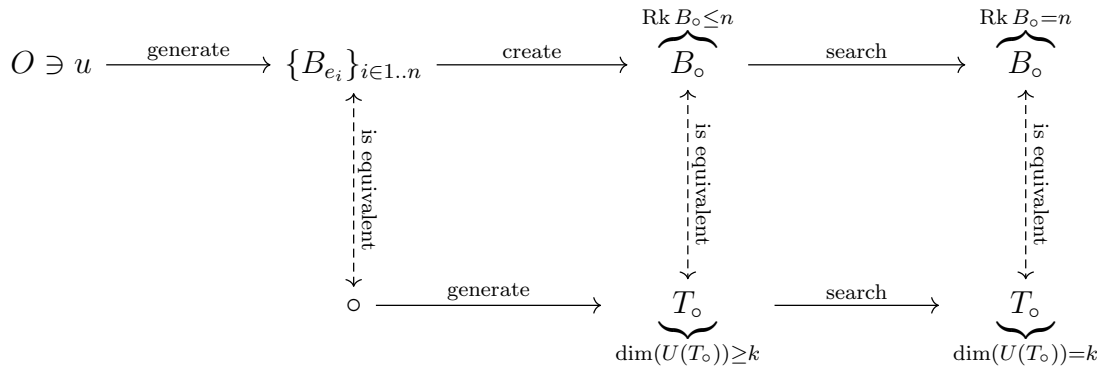 Rk B∘≤n
Rk B∘=n
O ∋ u generate {B_{e_i}}_{i∈1..n} create B∘ search B∘
is equivalent
is equivalent
is equivalent
∘ generate T∘ search T∘
dim(U(T∘))≥k
dim(U(T∘))=k